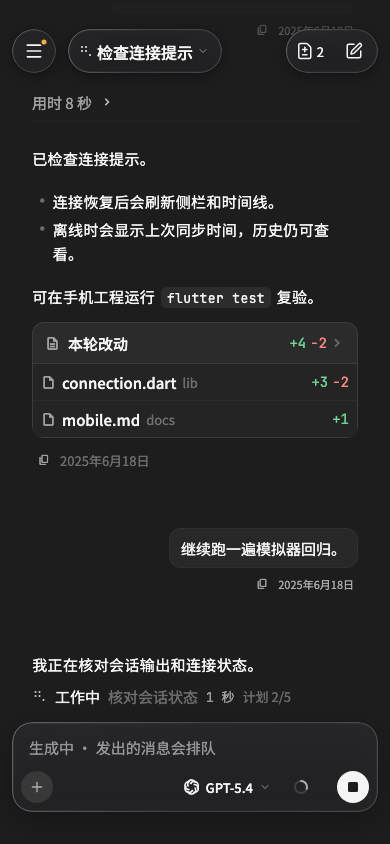 2025年6月18日
检查连接提示
2
用时 8 秒
已检查连接提示。
连接恢复后会刷新侧栏和时间线。
离线时会显示上次同步时间，历史仍可查
看。
可在手机工程运行 flutter test 复验。
本轮改动 +4 -2
connection.dart lib +3 -2
mobile.md docs +1
2025年6月18日
继续跑一遍模拟器回归。
2025年6月18日
我正在核对会话输出和连接状态。
工作中 核对会话状态 1 秒 计划 2/5
生成中 • 发出的消息会排队
GPT-5.4